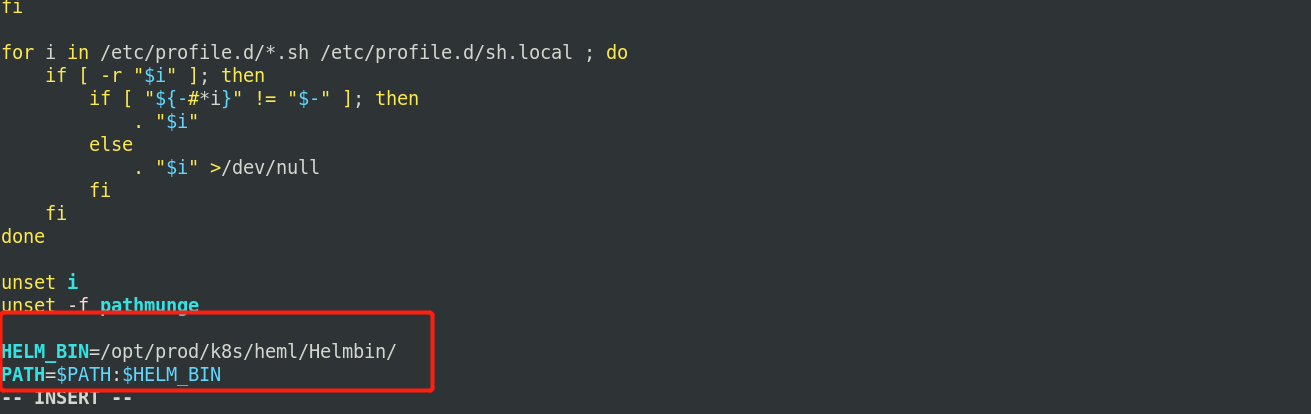 fi
for i in /etc/profile.d/*.sh /etc/profile.d/sh.local ; do
    if [ -r "$i" ]; then
        if [ "${-#*i}" != "$-" ]; then
            . "$i"
        else
            . "$i" >/dev/null
        fi
    fi
done
unset i
unset -f pathmunge
HELM_BIN=/opt/prod/k8s/heml/Helmbin/
PATH=$PATH:$HELM_BIN
-- INSERT --